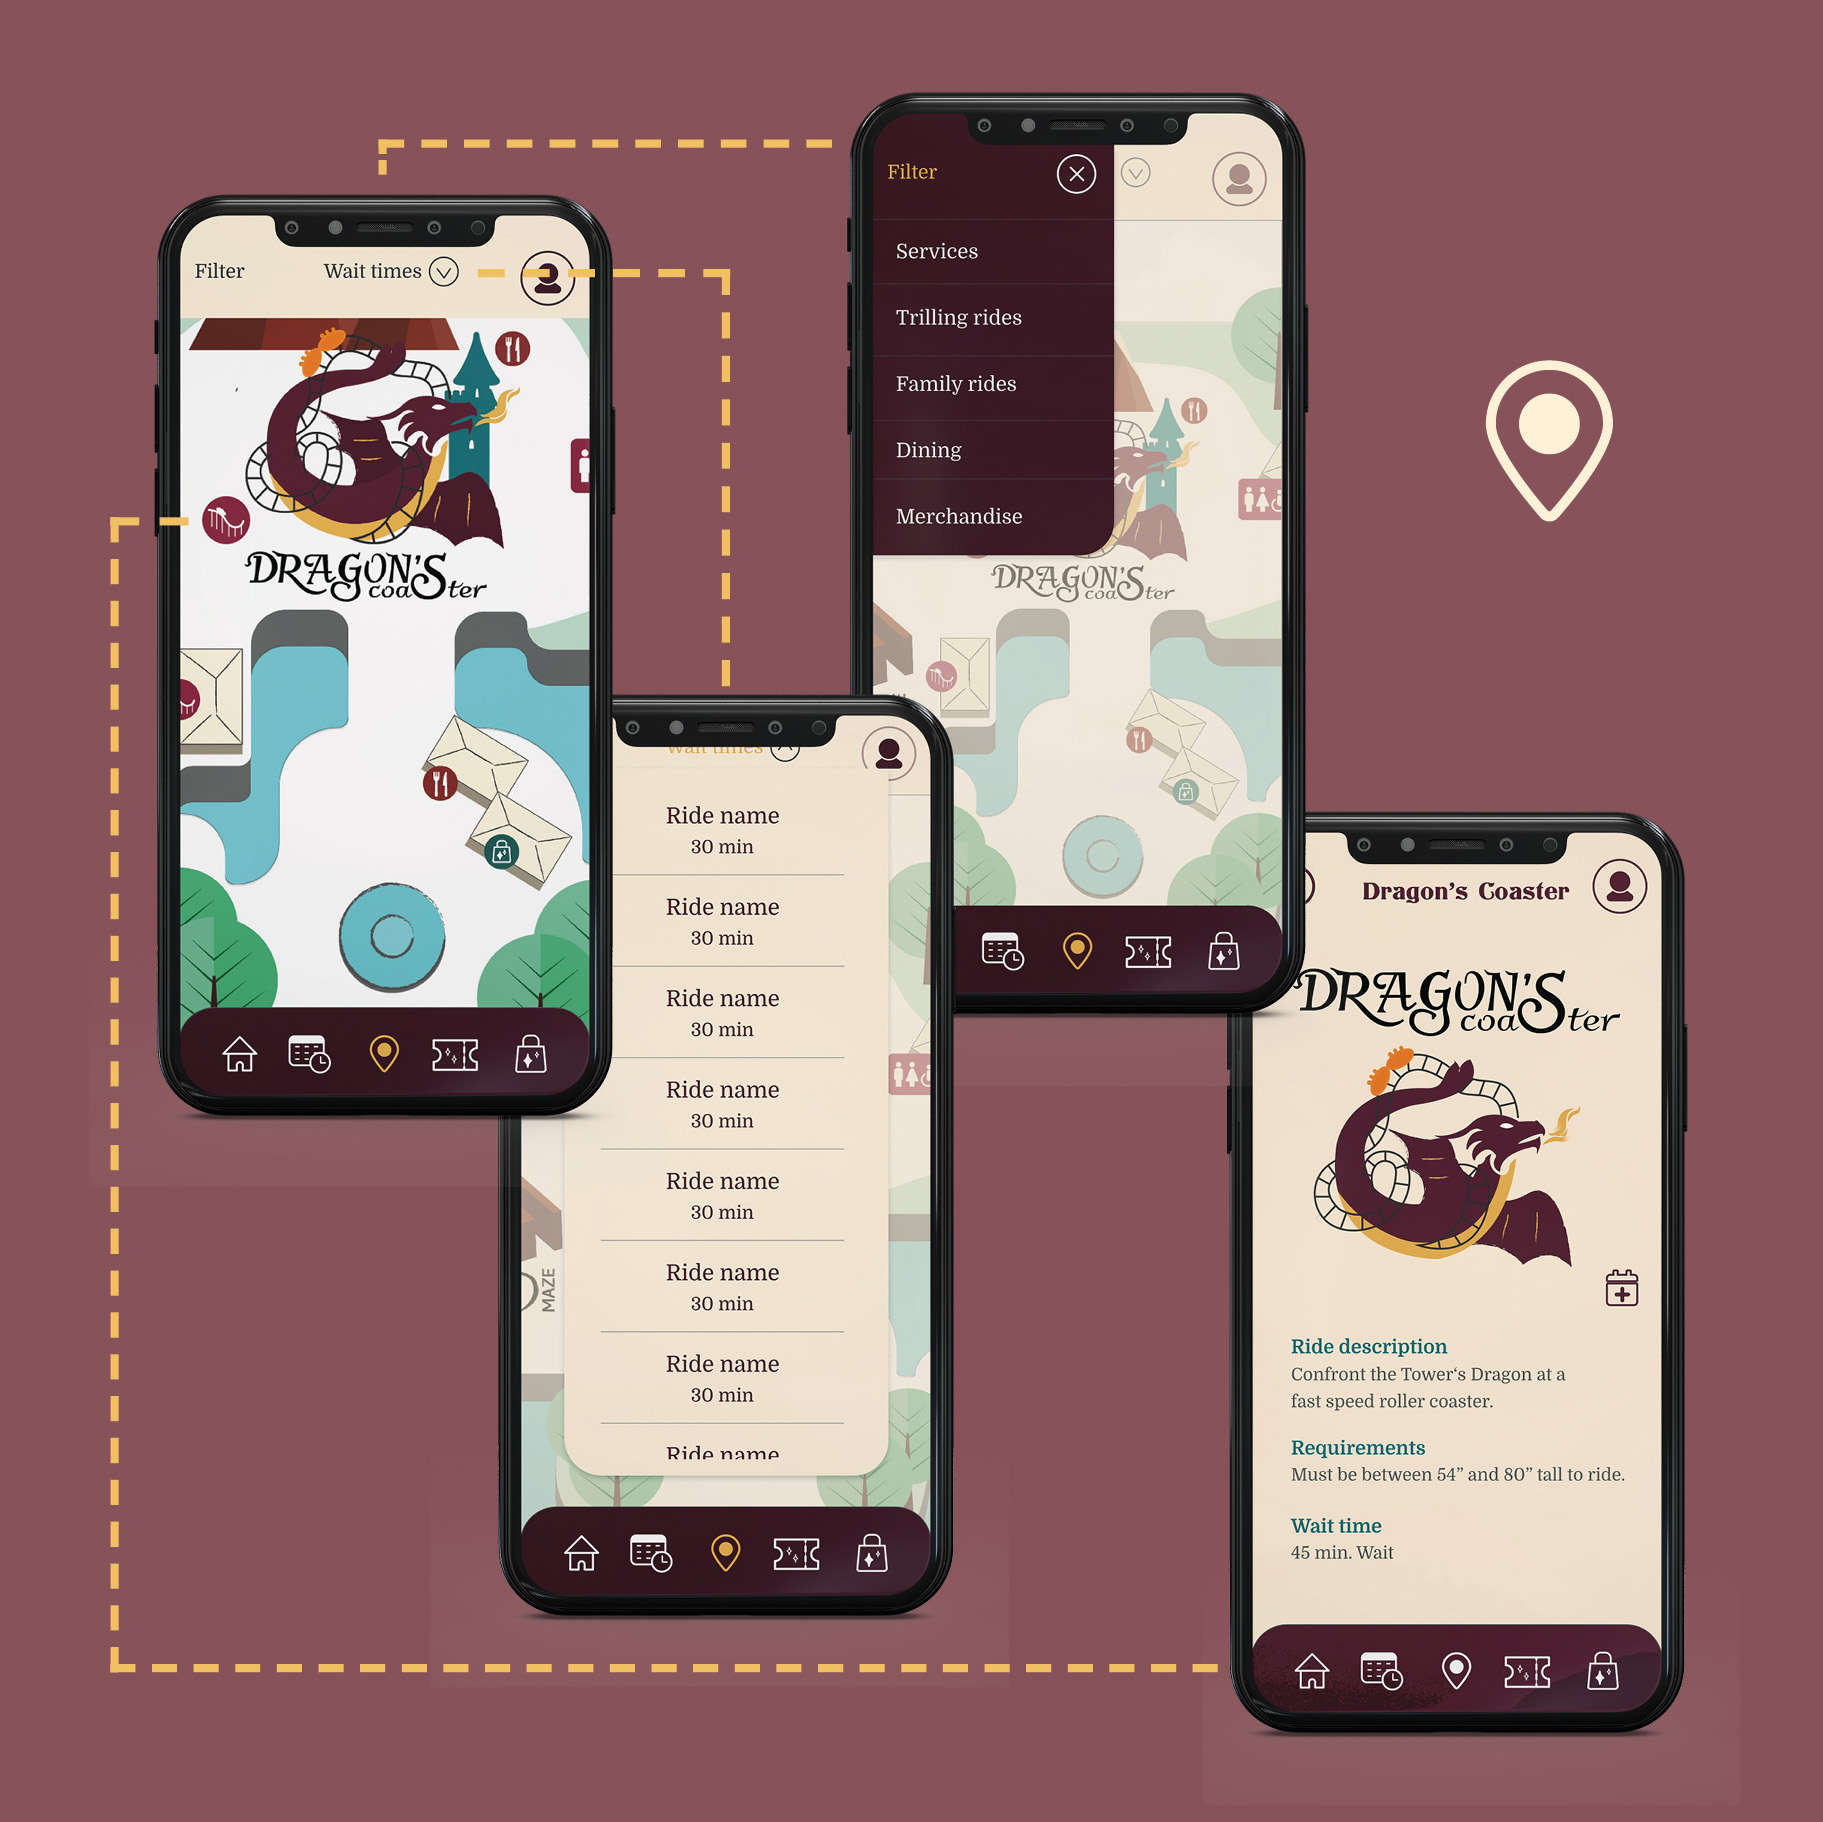 Filter
Wait times
DRAGON'S
coaSter
Filter
Services
Trilling rides
Family rides
Dining
Merchandise
DRAGON'S
coaSter
Wait times
Ride name
30 min
Ride name
30 min
Ride name
30 min
Ride name
30 min
Ride name
30 min
Ride name
30 min
Ride name
30 min
Ride name
MAZE
Dragon's Coaster
DRAGON'S
coaSter
Ride description
Confront the Tower‘s Dragon at a
fast speed roller coaster.
Requirements
Must be between 54” and 80” tall to ride.
Wait time
45 min. Wait